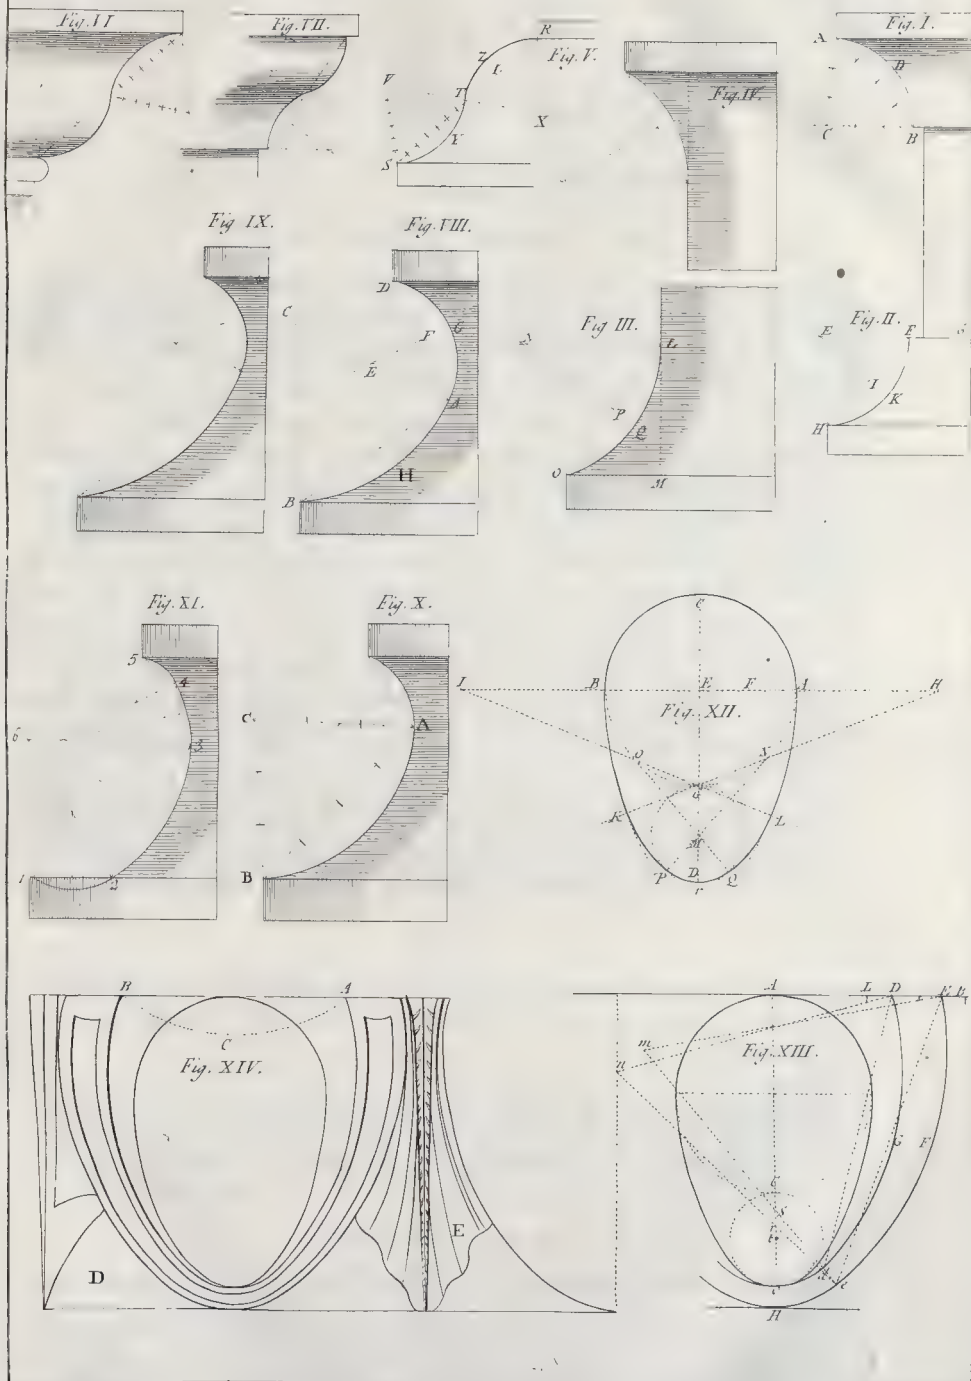 Fig. VI
Fig. VII.
R
Fig. V.
Z
I
V
T
X
Y
S
Fig. IV.
Fig. I.
A
D
C
B
Fig IX.
C
Fig. VIII.
D
G
F
E
A
H
B
Fig III.
L
P
Q
O
M
Fig. II.
E
F
I
K
H
Fig. XI.
5
4
6
3
1
2
Fig. X.
C
A
B
C
I B E F A H
Fig. XII.
O
G
K
L
M
P D Q
B
A
C
Fig. XIV.
D
E
A
L D E B
m
n
Fig. XIII.
G
F
C
S
H